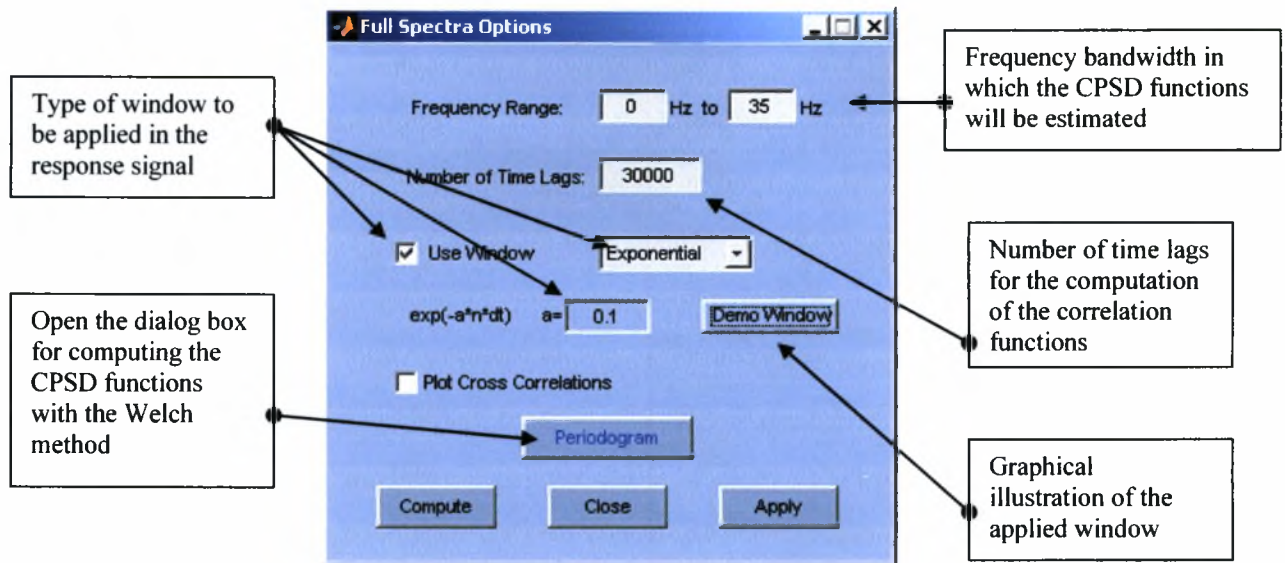 Full Spectra Options
Type of window to
be applied in the
response signal
Frequency Range: 0 Hz to 35 Hz
Frequency bandwidth in
which the CPSD functions
will be estimated
Number of Time Lags: 30000
Use Window Exponential
Number of time lags
for the computation
of the correlation
functions
exp(-a*n*dt) a= 0.1 Demo Window
Open the dialog box
for computing the
CPSD functions
with the Welch
method
Plot Cross Correlations
Periodogram
Graphical
illustration of the
applied window
Compute Close Apply